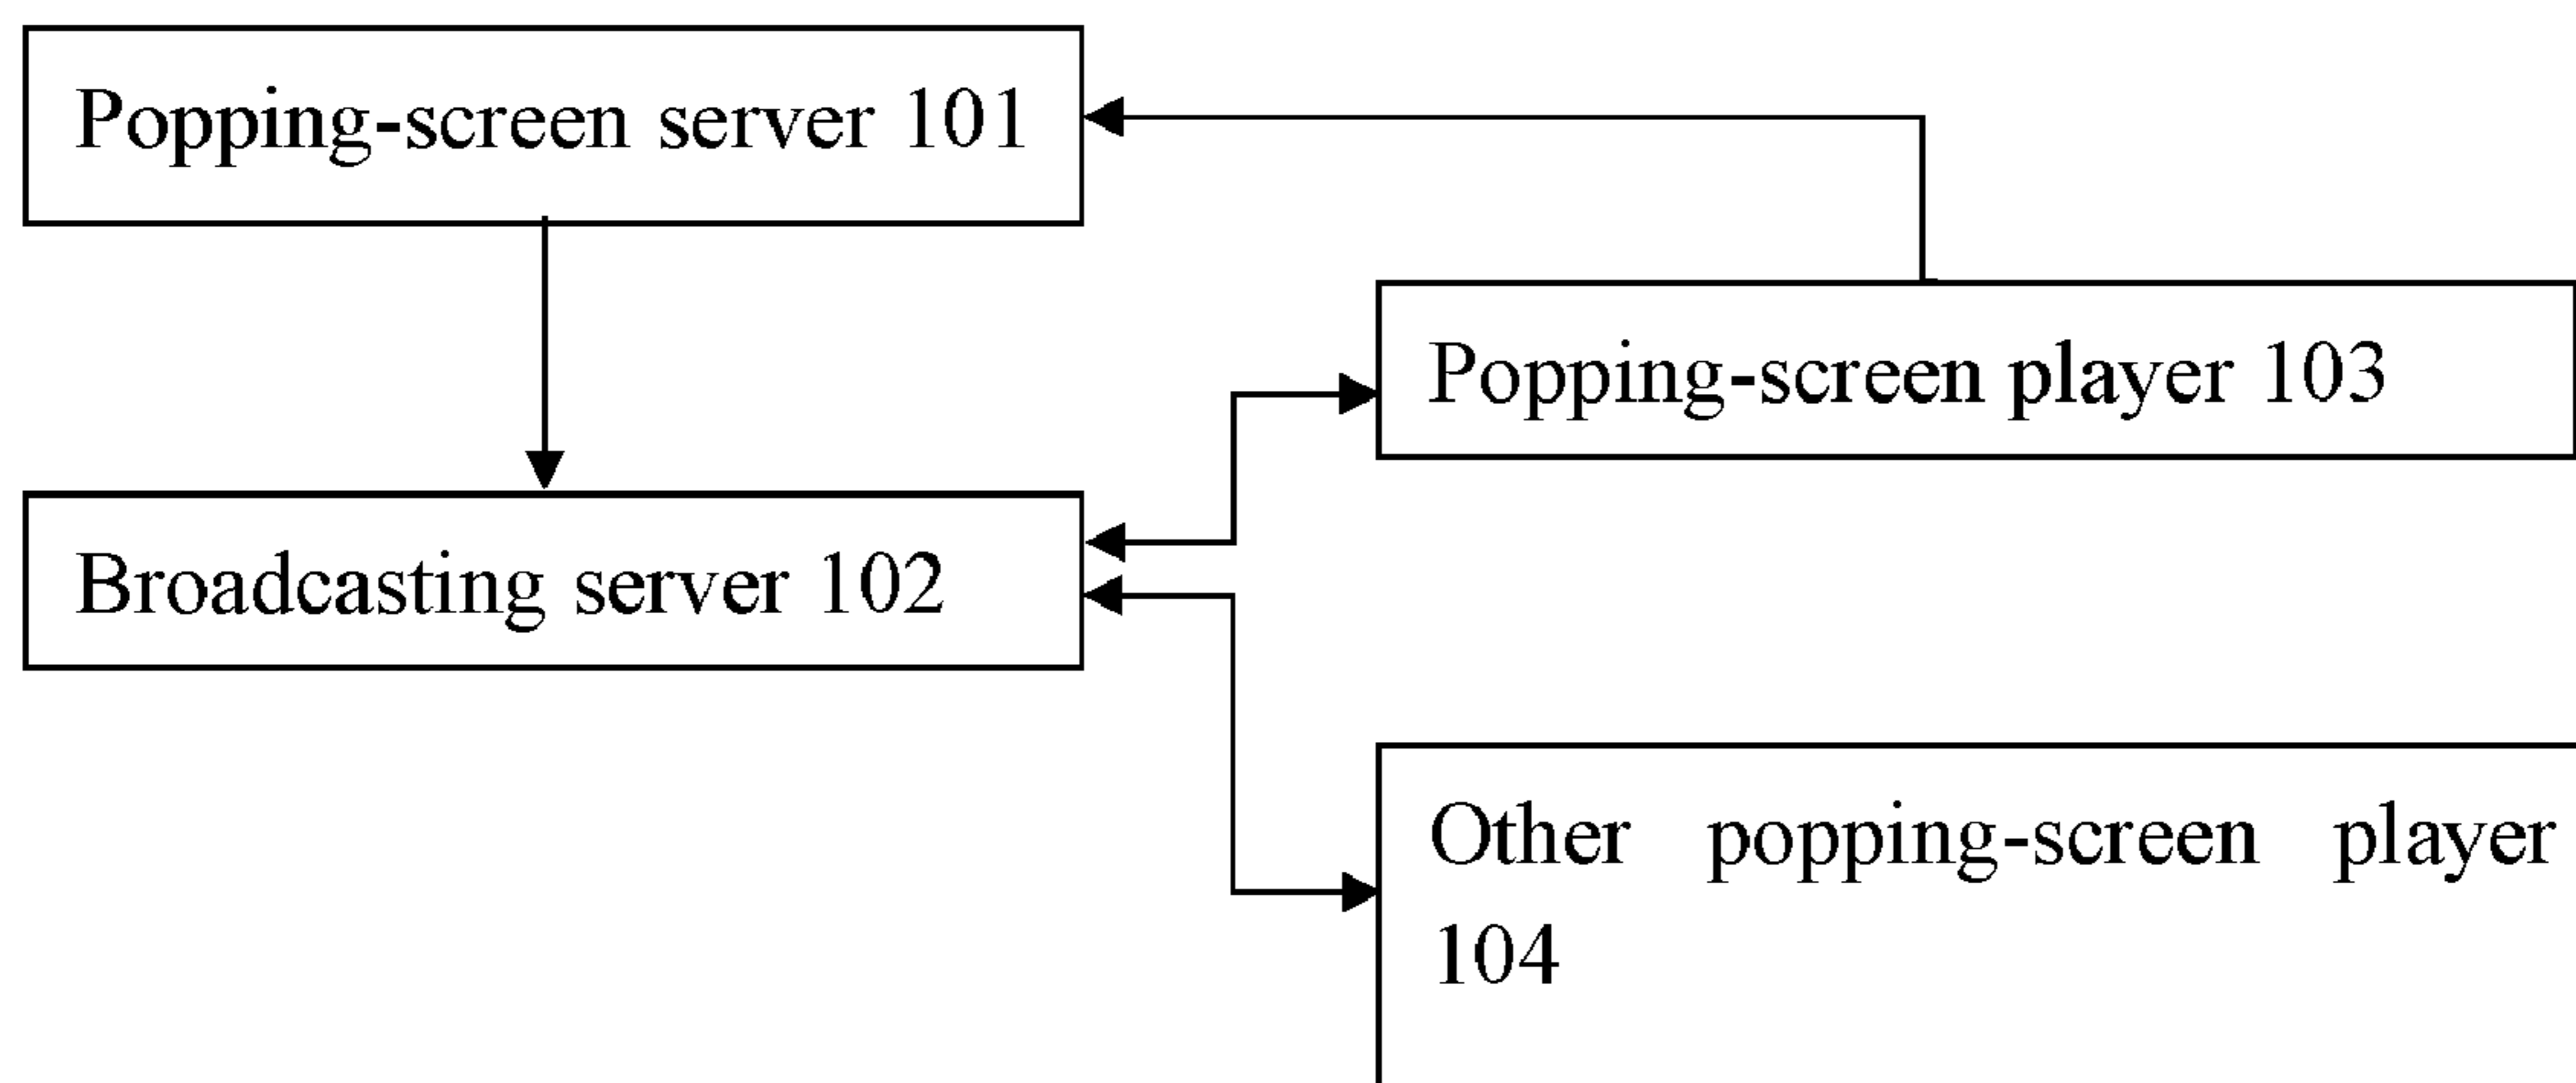 Popping-screen server 101
Popping-screen player 103
Broadcasting server 102
Other popping-screen player
104